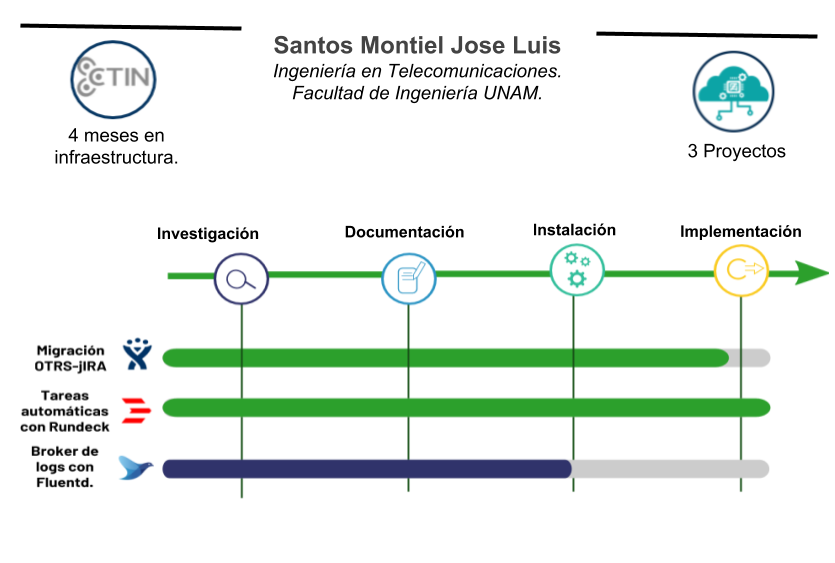 Santos Montiel Jose Luis
Ingeniería en Telecomunicaciones.
Facultad de Ingeniería UNAM.
CTIN
4 meses en
infraestructura.
3 Proyectos
Investigación
Documentación
Instalación
Implementación
Migración
OTRS-jIRA
Tareas
automáticas
con Rundeck
Broker de
logs con
Fluentd.